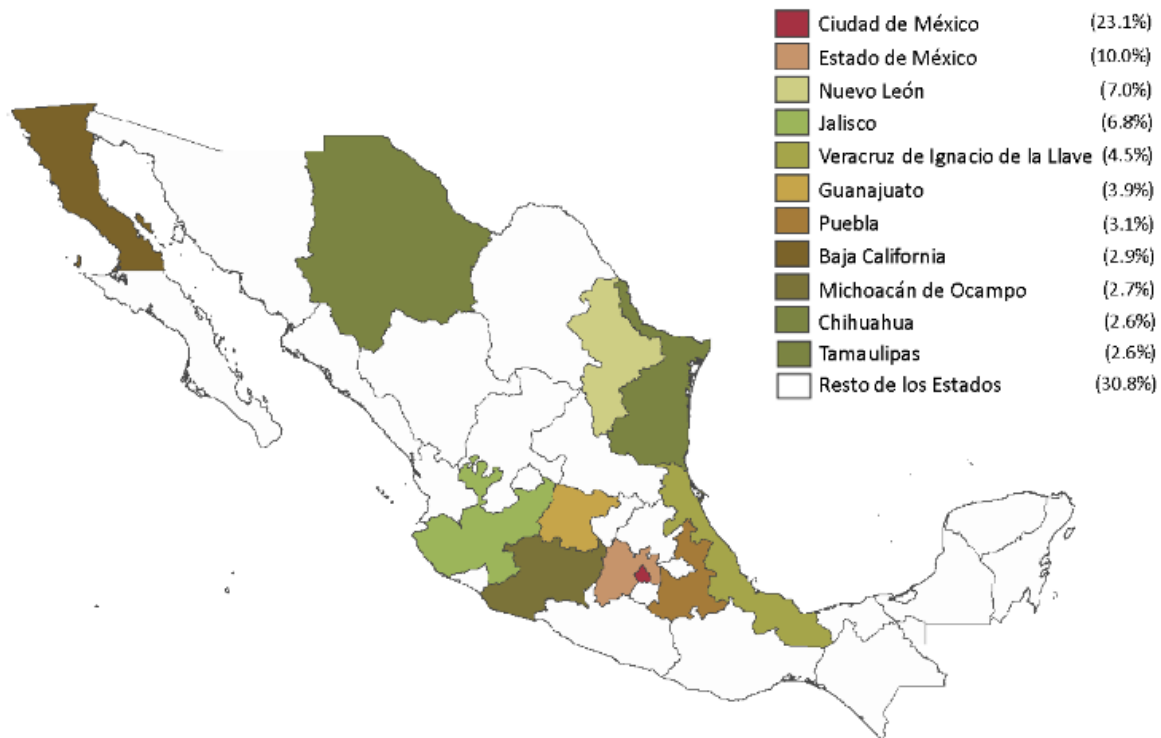 Ciudad de México (23.1%)
Estado de México (10.0%)
Nuevo León (7.0%)
Jalisco (6.8%)
Veracruz de Ignacio de la Llave (4.5%)
Guanajuato (3.9%)
Puebla (3.1%)
Baja California (2.9%)
Michoacán de Ocampo (2.7%)
Chihuahua (2.6%)
Tamaulipas (2.6%)
Resto de los Estados (30.8%)